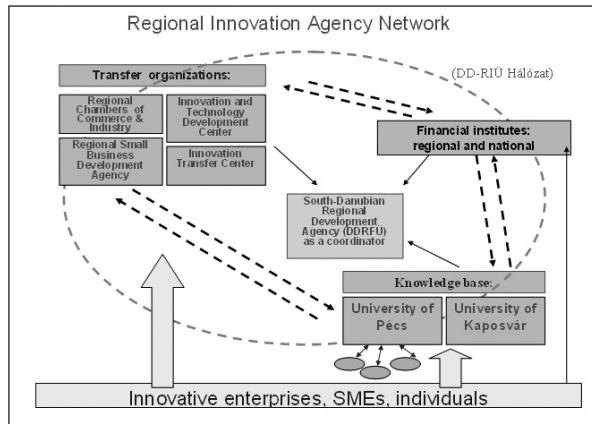 Regional Innovation Agency Network
(DD-RIÜ Hálózat)
Transfer organizations:
Regional
Chambers of
Commerce &
Industry
Innovation and
Technology
Development
Center
Regional Small
Business
Development
Agency
Innovation
Transfer Center
Financial institutes:
regional and national
South-Danubian
Regional
Development
Agency (DDRFÜ)
as a coordinator
Knowledge base:
University of
Pécs
University of
Kaposvár
Innovative enterprises, SMEs, individuals